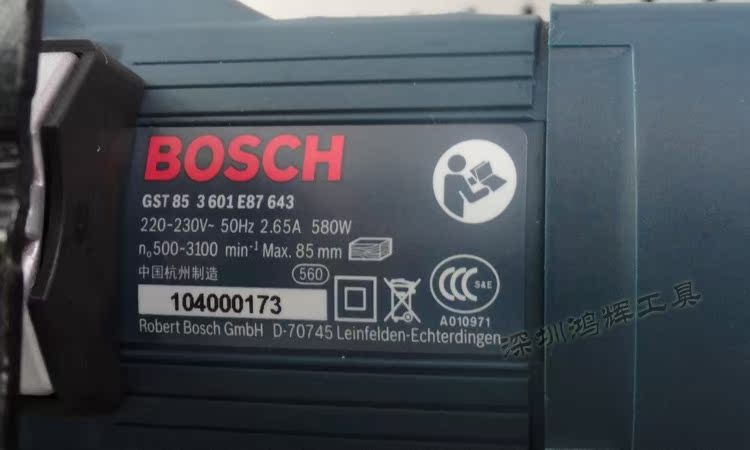 BOSCH
GST 85 3 601 E87 643
220-230V~ 50Hz 2.65A 580W
n₀500-3100 min⁻¹ Max. 85 mm
中国杭州制造 560
104000173
CCC S&E
A010971
Robert Bosch GmbH D-70745 Leinfelden-Echterdingen
深圳鸿辉工具